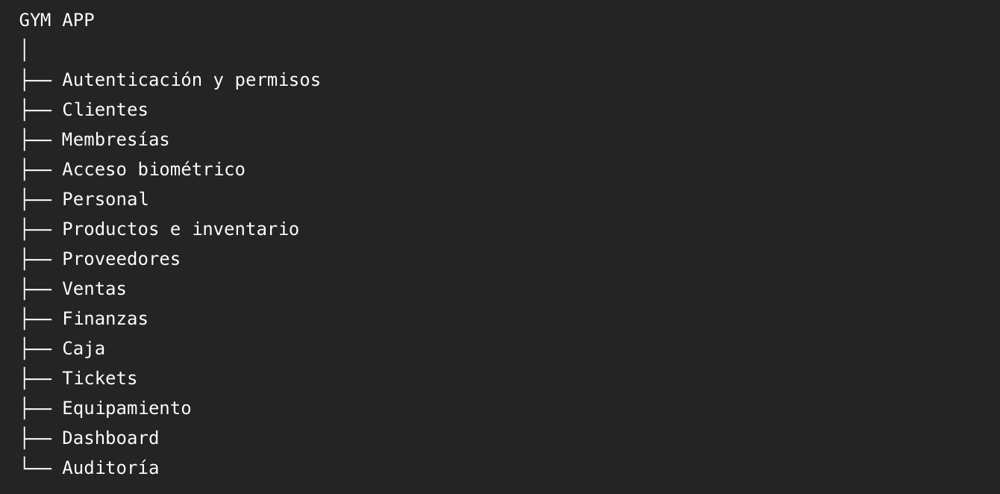 GYM APP
│
├── Autenticación y permisos
├── Clientes
├── Membresías
├── Acceso biométrico
├── Personal
├── Productos e inventario
├── Proveedores
├── Ventas
├── Finanzas
├── Caja
├── Tickets
├── Equipamiento
├── Dashboard
└── Auditoría